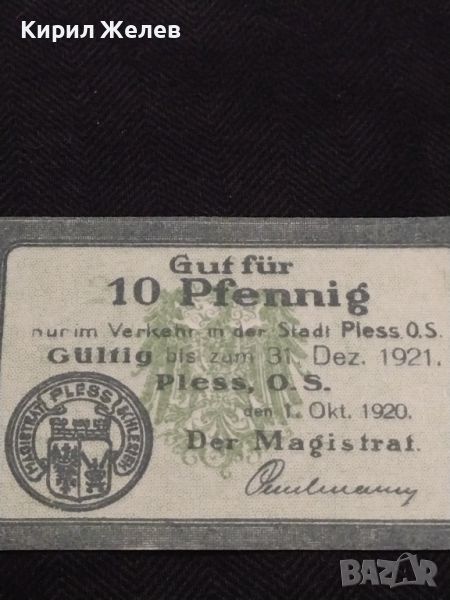 Кирил Желев
Gut für
10 Pfennig
nur im Verkehr in der Stadt Pless O.S.
Gültig bis zum 31. Dez. 1921.
Pless, O.S.
den 1. Okt. 1920.
Der Magistrat.
MAGISTRAT PLESS SCHLESIEN
BAZAR